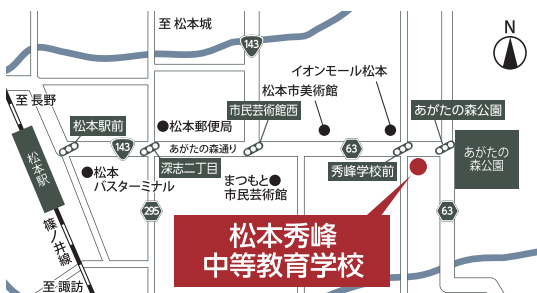 至 松本城
N
143
イオンモール松本
松本市美術館
至 長野
市民芸術館西
あがたの森公園
松本駅前
松本郵便局
143
あがたの森通り
63
松本駅
松本
バスターミナル
深志二丁目
秀峰学校前
あがたの
森公園
まつもと
市民芸術館
295
63
篠ノ井線
松本秀峰
中等教育学校
至 諏訪